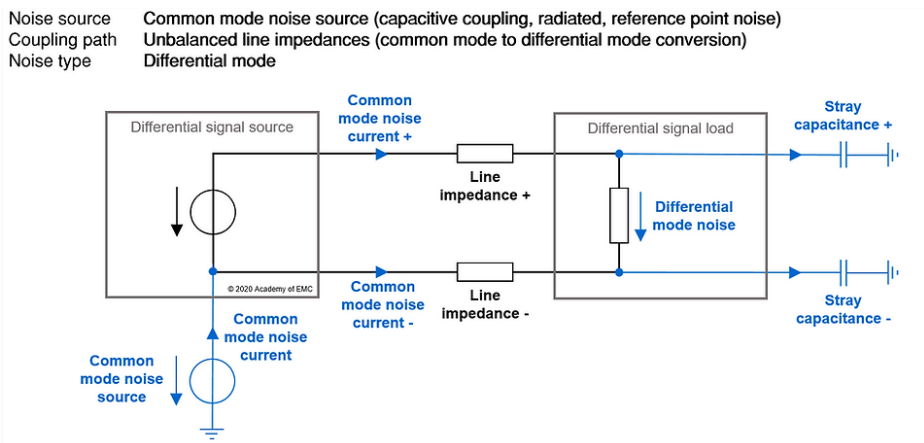 Noise source Common mode noise source (capacitive coupling, radiated, reference point noise)
Coupling path Unbalanced line impedances (common mode to differential mode conversion)
Noise type Differential mode
Differential signal source
Common
mode noise
current +
Line
impedance +
Differential signal load
Stray
capacitance +
Differential
mode noise
© 2020 Academy of EMC
Common
mode noise
current -
Line
impedance -
Stray
capacitance -
Common
mode noise
current
Common
mode noise
source